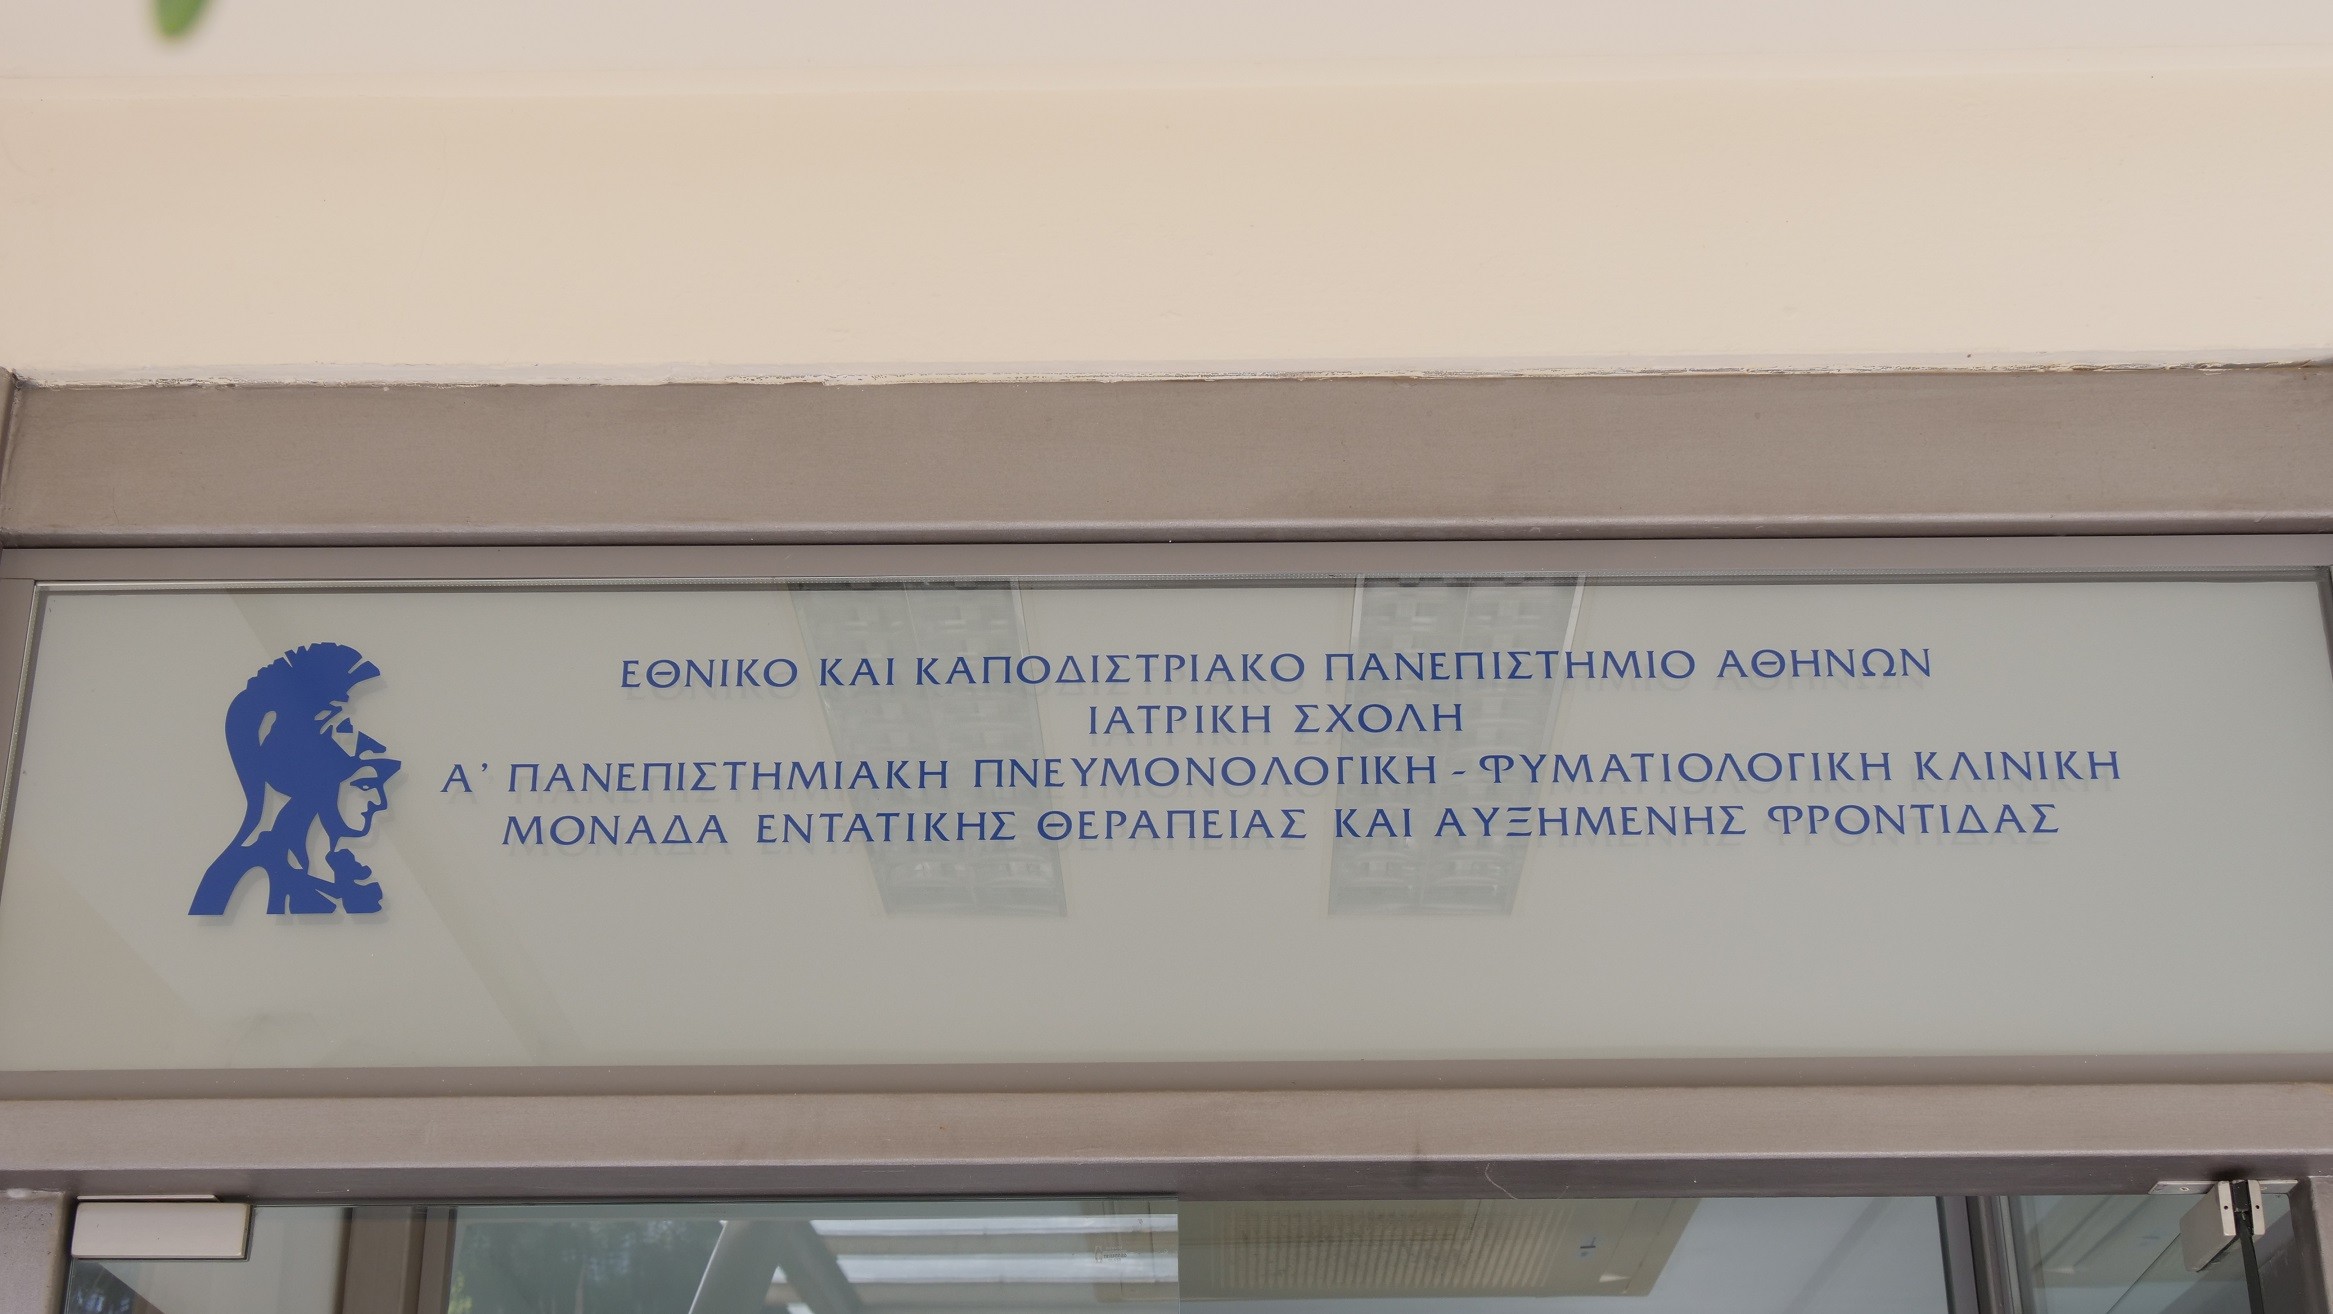 ΕΘΝΙΚΟ ΚΑΙ ΚΑΠΟΔΙΣΤΡΙΑΚΟ ΠΑΝΕΠΙΣΤΗΜΙΟ ΑΘΗΝΩΝ
ΙΑΤΡΙΚΗ ΣΧΟΛΗ
Α' ΠΑΝΕΠΙΣΤΗΜΙΑΚΗ ΠΝΕΥΜΟΝΟΛΟΓΙΚΗ - ΦΥΜΑΤΙΟΛΟΓΙΚΗ ΚΛΙΝΙΚΗ
ΜΟΝΑΔΑ ΕΝΤΑΤΙΚΗΣ ΘΕΡΑΠΕΙΑΣ ΚΑΙ ΑΥΞΗΜΕΝΗΣ ΦΡΟΝΤΙΔΑΣ